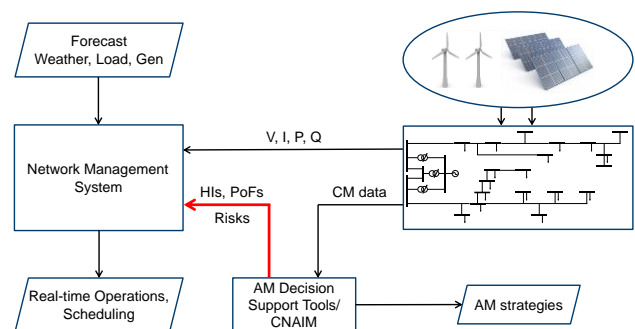 Forecast
Weather, Load, Gen
V, I, P, Q
Network Management
System
HIs, PoFs
Risks
CM data
Real-time Operations,
Scheduling
AM Decision
Support Tools/
CNAIM
AM strategies